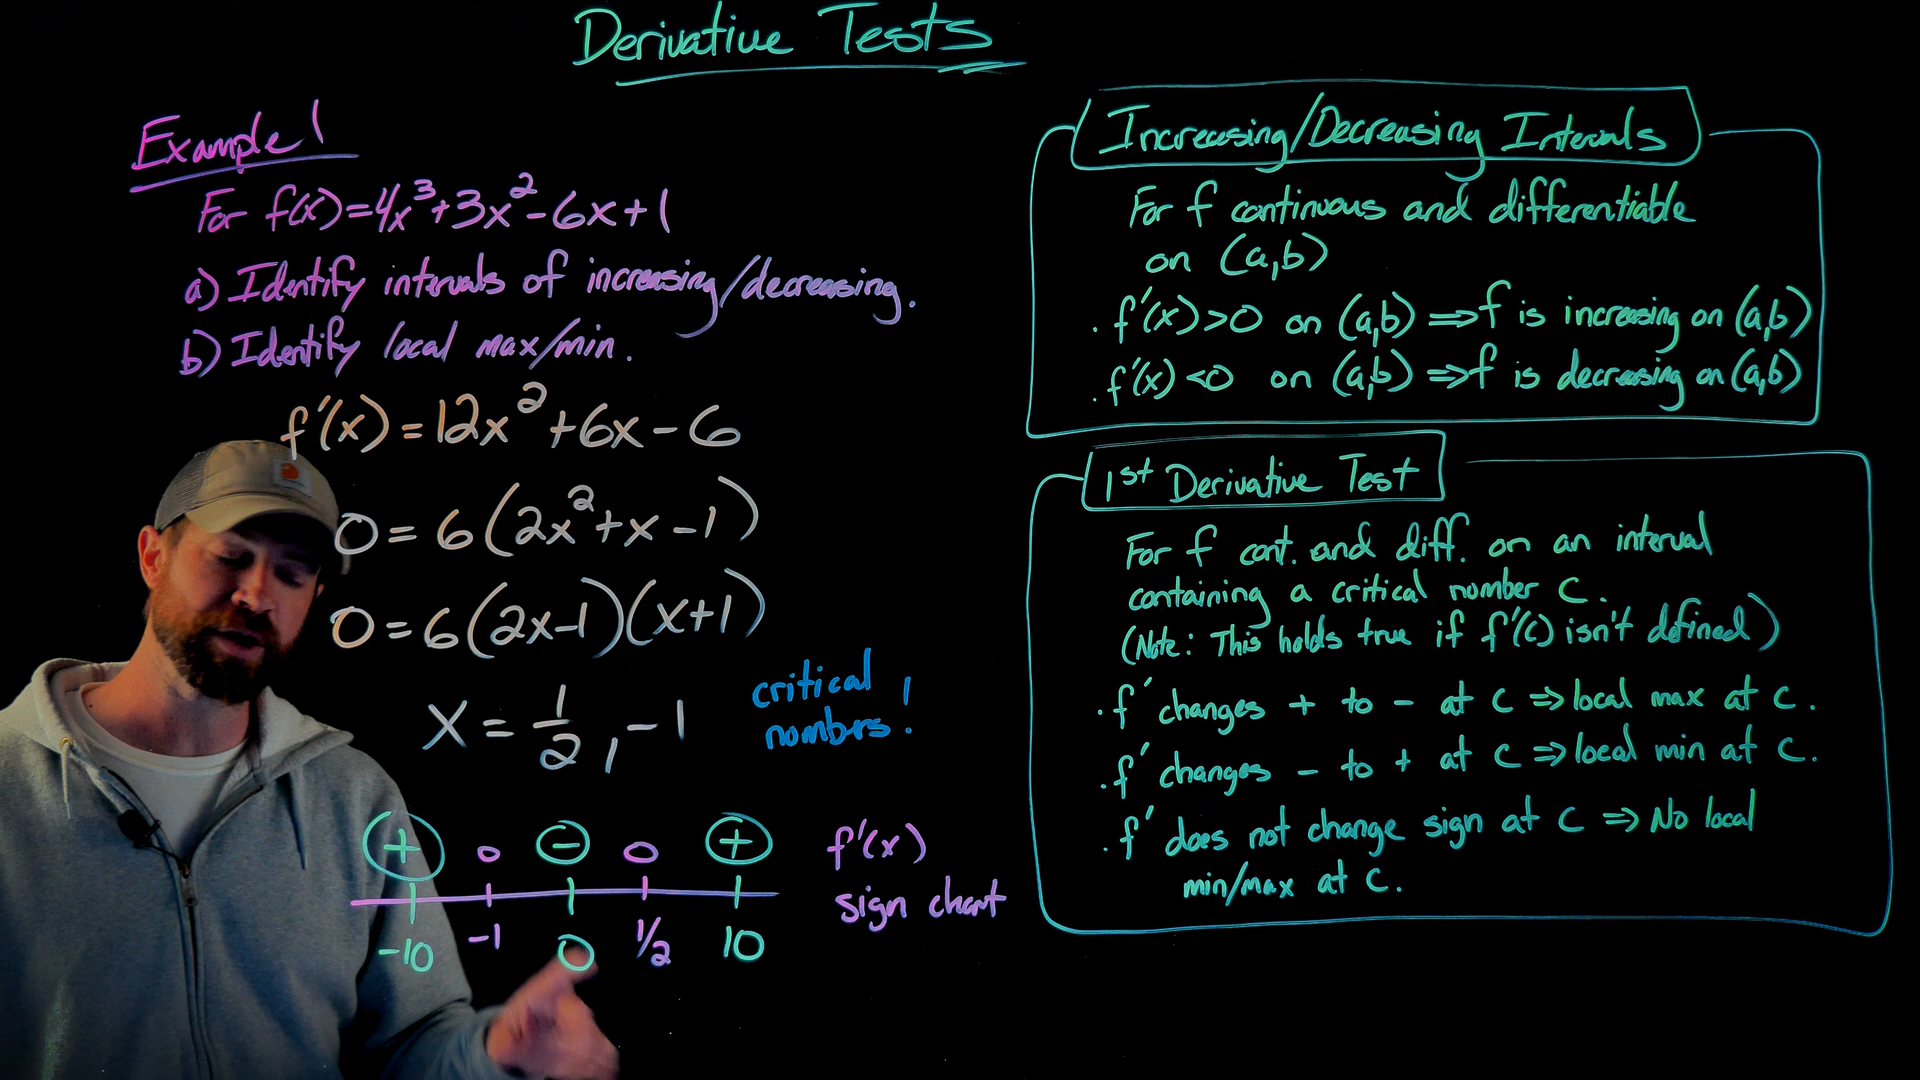 Derivative Tests
Example 1
For f(x)=4x³+3x²-6x+1
a) Identify intervals of increasing/decreasing.
b) Identify local max/min.
f'(x)=12x²+6x-6
0=6(2x²+x-1)
0=6(2x-1)(x+1)
x=1/2,-1
critical
numbers!
+ 0 - 0 + f'(x)
sign chart
-10 -1 0 1/2 10
Increasing/Decreasing Intervals
For f continuous and differentiable
on (a,b)
. f'(x)>0 on (a,b) ⇒ f is increasing on (a,b)
. f'(x)<0 on (a,b) ⇒ f is decreasing on (a,b)
1st Derivative Test
For f cont. and diff. on an interval
containing a critical number c.
(Note: This holds true if f'(c) isn't defined)
. f' changes + to - at c ⇒ local max at c.
. f' changes - to + at c ⇒ local min at c.
. f' does not change sign at c ⇒ No local
min/max at c.